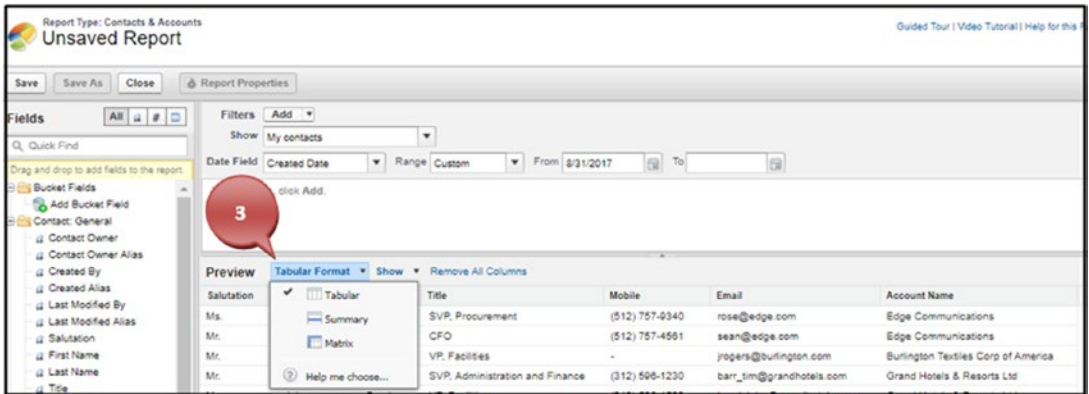 Report Type: Contacts & Accounts
Unsaved Report
Guided Tour | Video Tutorial | Help for this
Save Save As Close Report Properties
Fields All # Filters Add
Quick Find Show My contacts
Date Field Created Date Range Custom From 8/31/2017 To
Drag and drop to add fields to the report.
Bucket Fields click Add.
Add Bucket Field
3
Contact: General
Contact Owner
Contact Owner Alias
Created By Preview Tabular Format Show Remove All Columns
Created Alias Salutation Tabular Title Mobile Email Account Name
Last Modified By Ms. Summary SVP, Procurement (512) 757-9340 rose@edge.com Edge Communications
Last Modified Alias
Salutation Mr. Matrix CFO (512) 757-4561 sean@edge.com Edge Communications
First Name Mr. VP, Facilities - jrogers@burlington.com Burlington Textiles Corp of America
Last Name Mr. Help me choose... SVP, Administration and Finance (312) 596-1230 barr_tim@grandhotels.com Grand Hotels & Resorts Ltd
Title